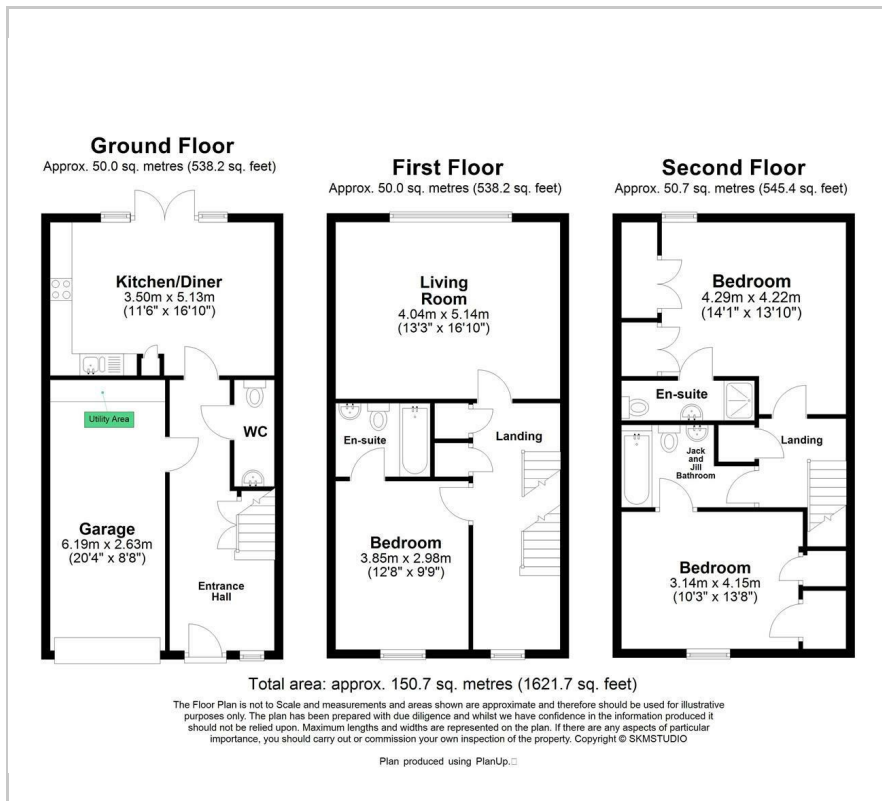 Ground Floor
Approx. 50.0 sq. metres (538.2 sq. feet)
Kitchen/Diner
3.50m x 5.13m
(11'6" x 16'10")
Utility Area
WC
Garage
6.19m x 2.63m
(20'4" x 8'8")
Entrance
Hall
First Floor
Approx. 50.0 sq. metres (538.2 sq. feet)
Living
Room
4.04m x 5.14m
(13'3" x 16'10")
En-suite
Landing
Bedroom
3.85m x 2.98m
(12'8" x 9'9")
Second Floor
Approx. 50.7 sq. metres (545.4 sq. feet)
Bedroom
4.29m x 4.22m
(14'1" x 13'10")
En-suite
Landing
Jack
and
Jill
Bathroom
Bedroom
3.14m x 4.15m
(10'3" x 13'8")
Total area: approx. 150.7 sq. metres (1621.7 sq. feet)
The Floor Plan is not to Scale and measurements and areas shown are approximate and therefore should be used for illustrative
purposes only. The plan has been prepared with due diligence and whilst we have confidence in the information produced it
should not be relied upon. Maximum lengths and widths are represented on the plan. If there are any aspects of particular
importance, you should carry out or commission your own inspection of the property. Copyright © SKMSTUDIO
Plan produced using PlanUp.□